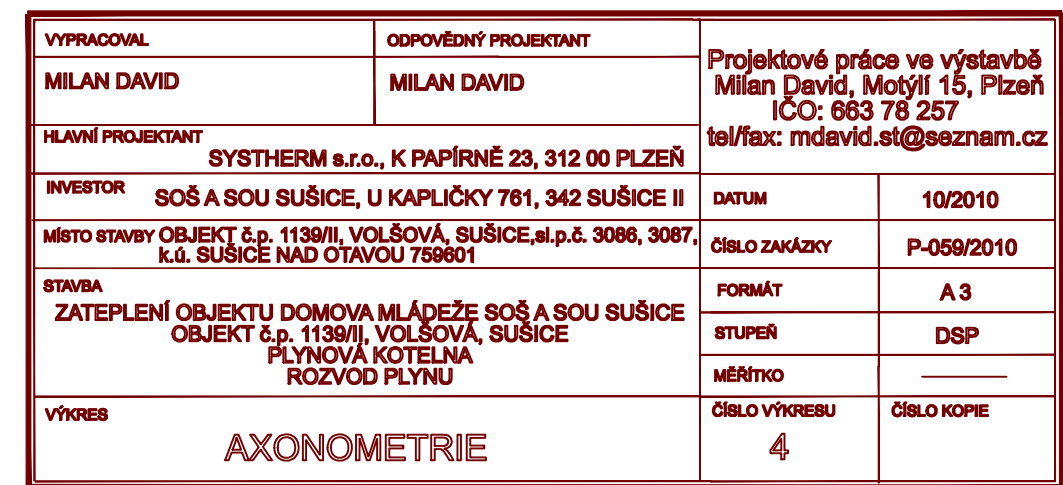 VYPRACOVAL
ODPOVĚDNÝ PROJEKTANT
MILAN DAVID
MILAN DAVID
Projektové práce ve výstavbě
Milan David, Motýlí 15, Plzeň
IČO: 663 78 257
tel/fax: mdavid.st@seznam.cz
HLAVNÍ PROJEKTANT
SYSTHERM s.r.o., K PAPÍRNĚ 23, 312 00 PLZEŇ
INVESTOR
SOŠ A SOU SUŠICE, U KAPLIČKY 761, 342 SUŠICE II
DATUM
10/2010
MÍSTO STAVBY OBJEKT č.p. 1139/II, VOLŠOVÁ, SUŠICE,sl.p.č. 3086, 3087,
k.ú. SUŠICE NAD OTAVOU 759601
ČÍSLO ZAKÁZKY
P-059/2010
STAVBA
ZATEPLENÍ OBJEKTU DOMOVA MLÁDEŽE SOŠ A SOU SUŠICE
OBJEKT č.p. 1139/II, VOLŠOVÁ, SUŠICE
PLYNOVÁ KOTELNA
ROZVOD PLYNU
FORMÁT
A 3
STUPEŇ
DSP
MĚŘÍTKO
VÝKRES
AXONOMETRIE
ČÍSLO VÝKRESU
4
ČÍSLO KOPIE